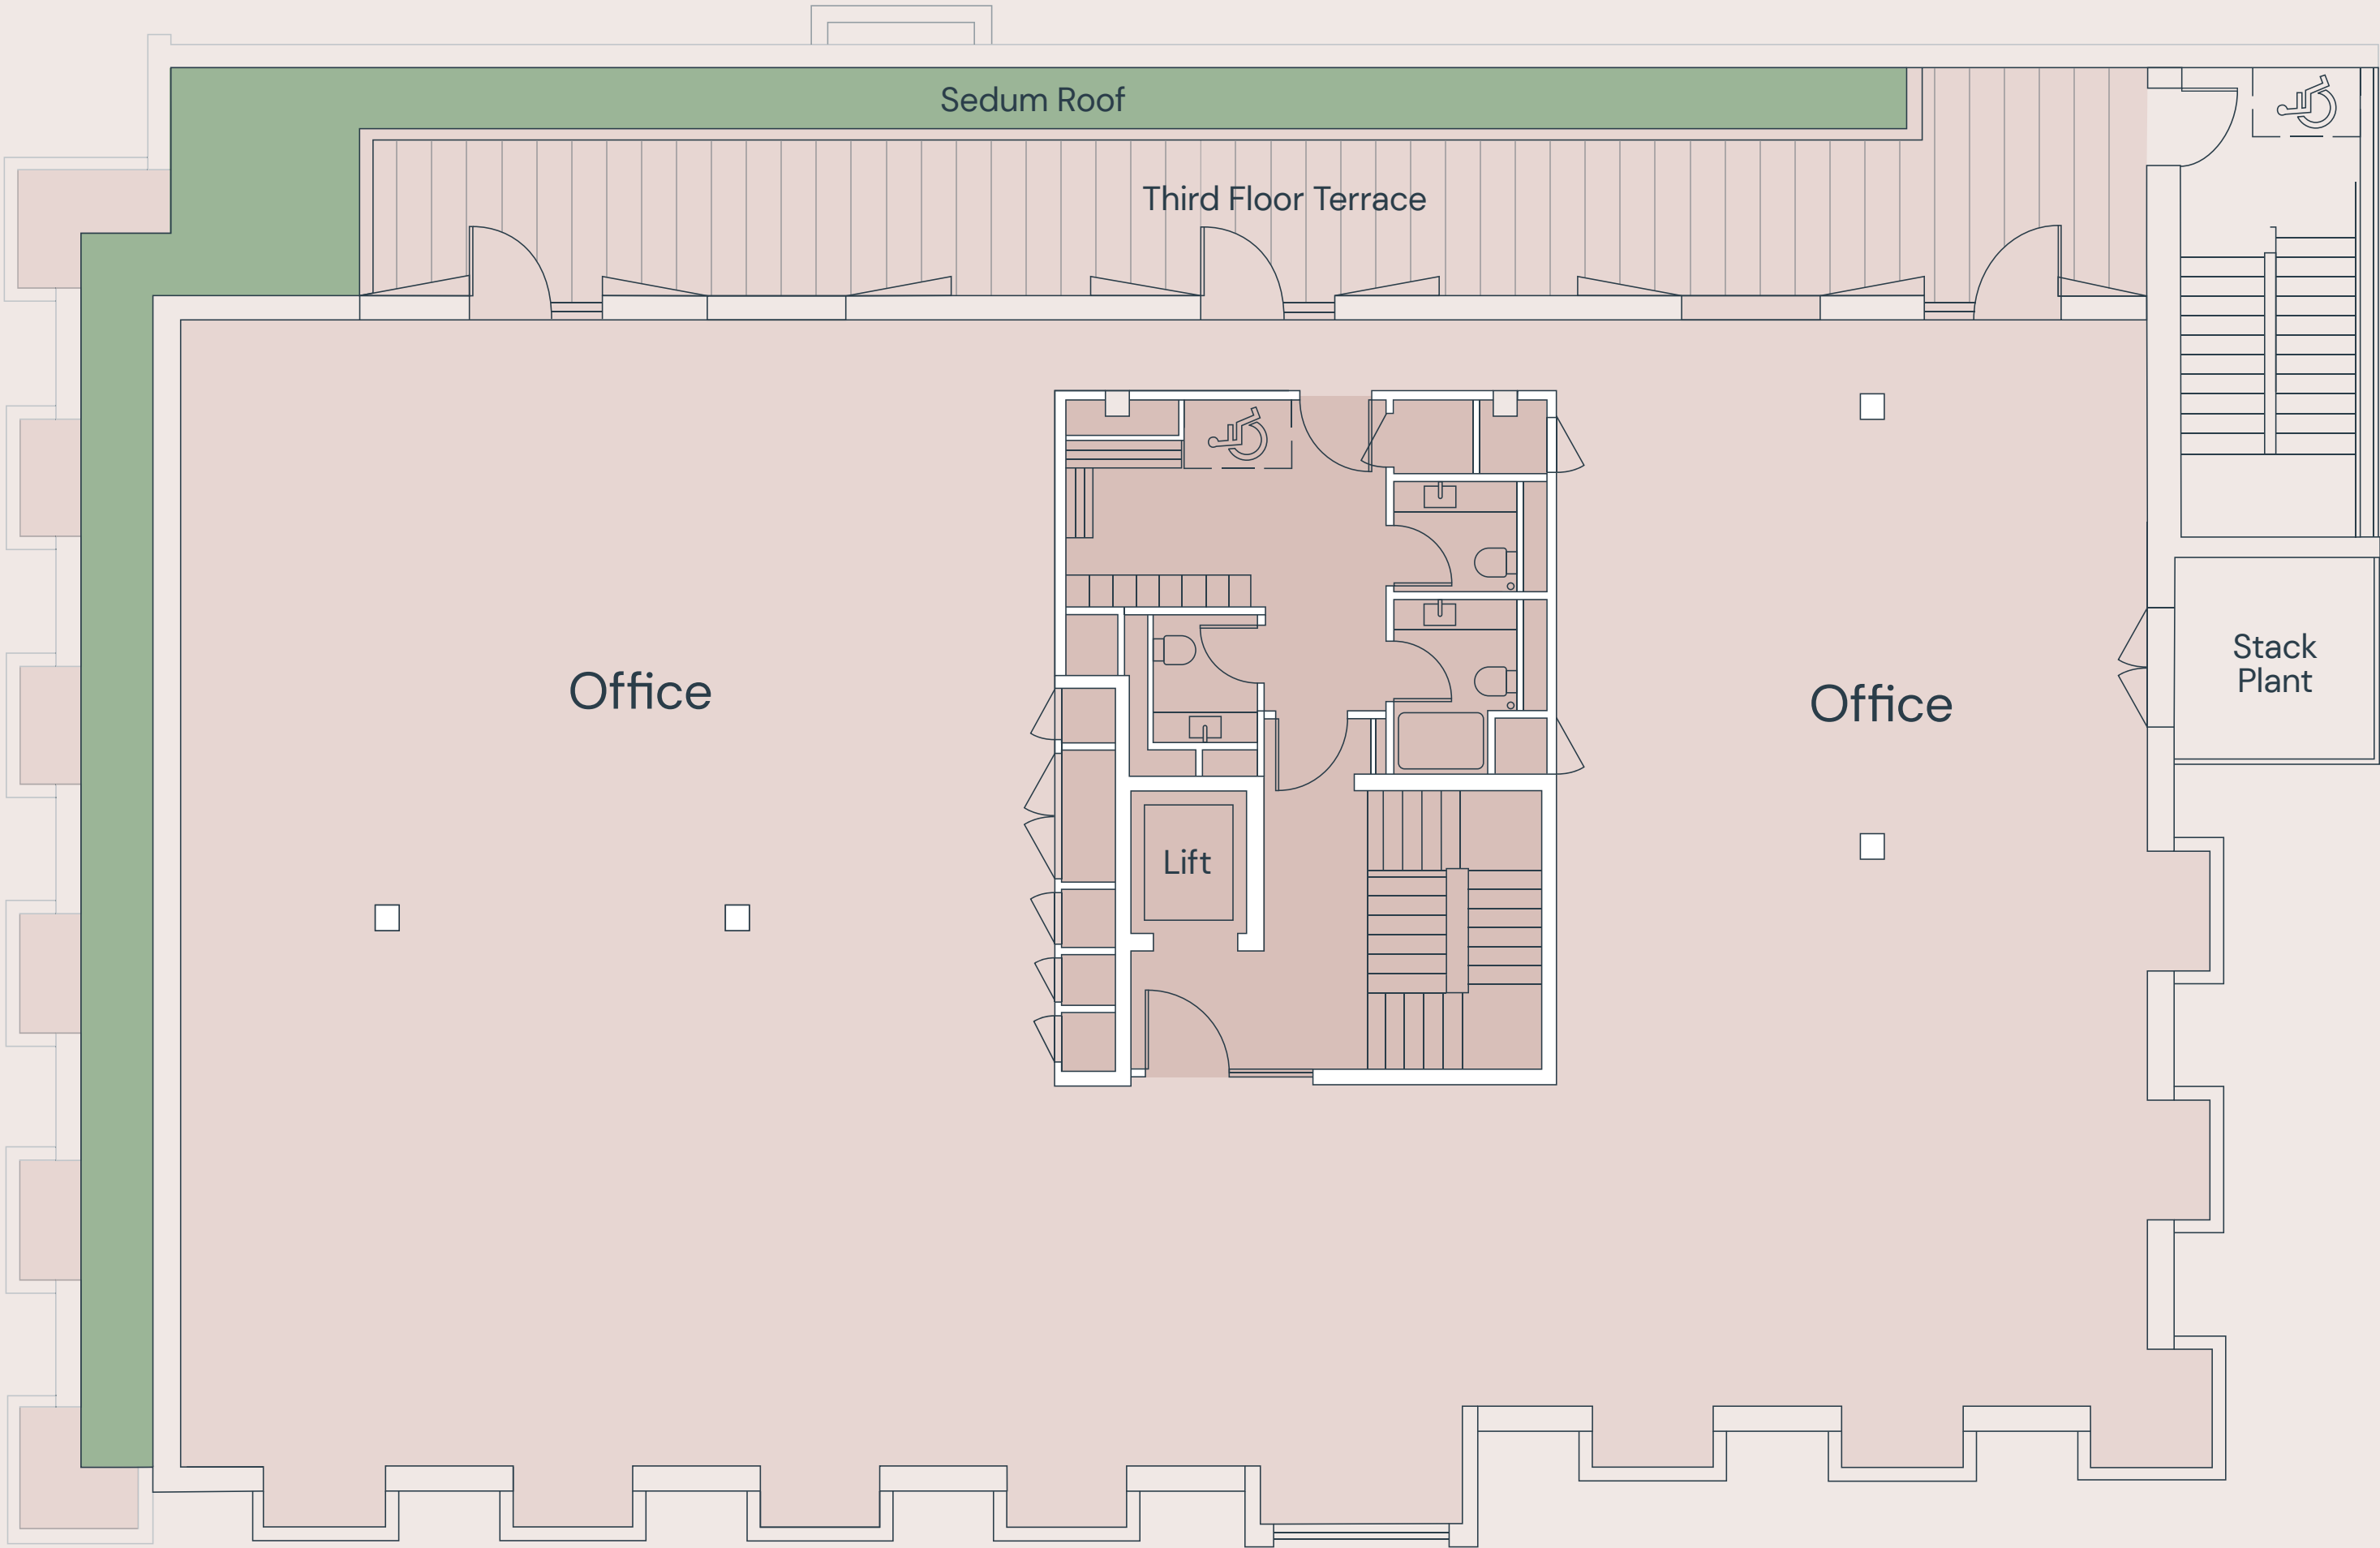 Sedum Roof
Third Floor Terrace
Office
Office
Stack
Plant
Lift